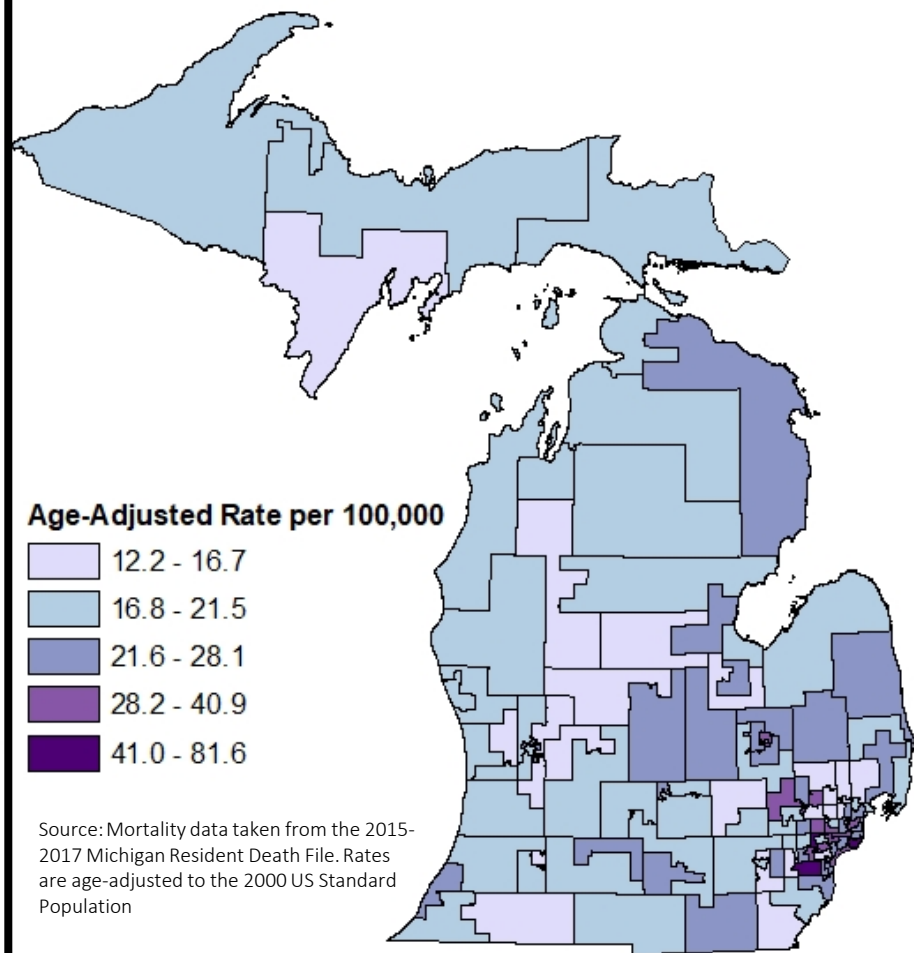 Age-Adjusted Rate per 100,000
12.2 - 16.7
16.8 - 21.5
21.6 - 28.1
28.2 - 40.9
41.0 - 81.6
Source: Mortality data taken from the 2015-
2017 Michigan Resident Death File. Rates
are age-adjusted to the 2000 US Standard
Population